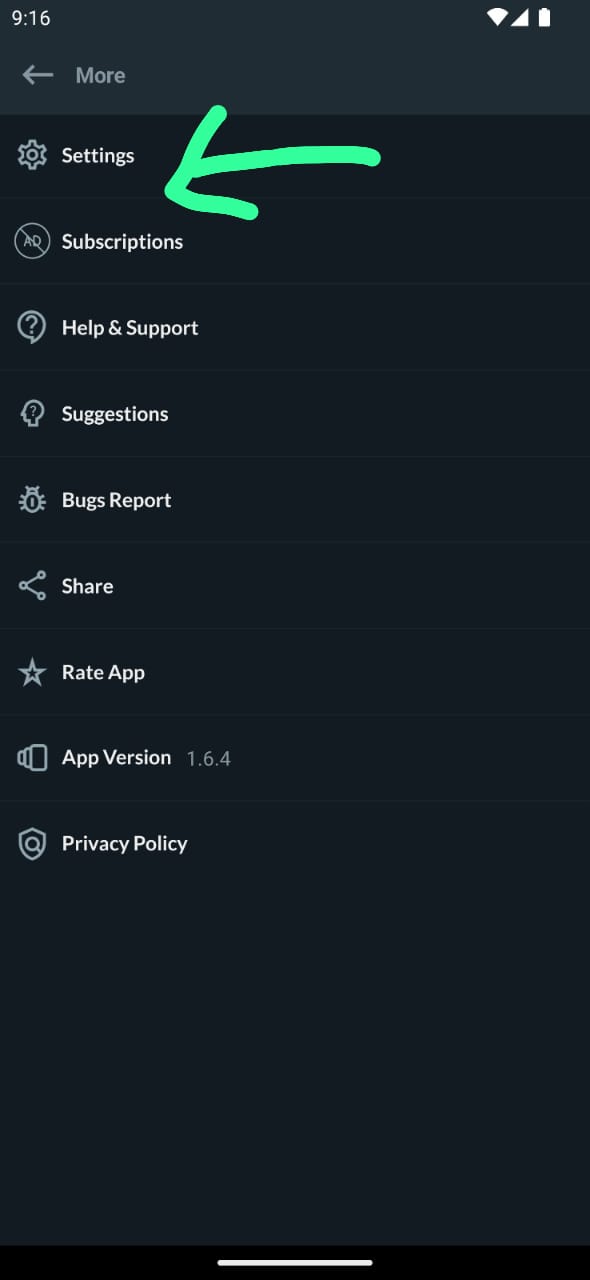 9:16
More
Settings
AD
Subscriptions
Help & Support
?
Suggestions
Bugs Report
Share
Rate App
App Version 1.6.4
Privacy Policy